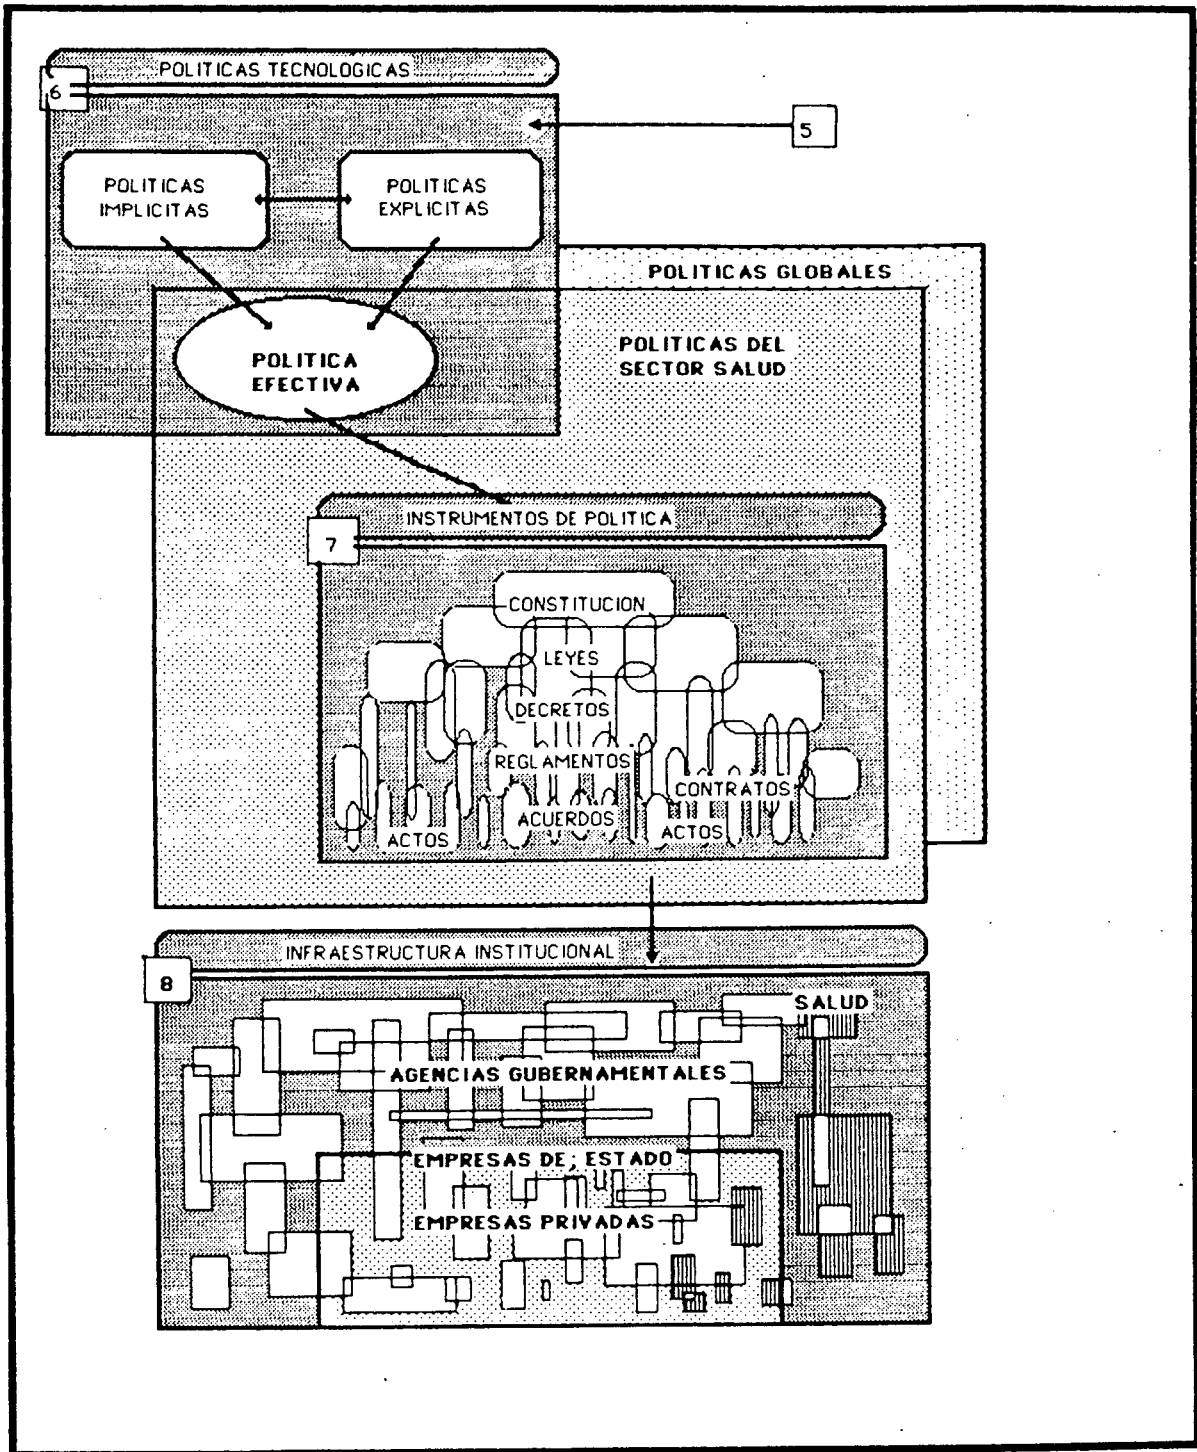 POLITICAS TECNOLOGICAS
6
5
POLITICAS
IMPLICITAS
POLITICAS
EXPLICITAS
POLITICAS GLOBALES
POLITICAS DEL
SECTOR SALUD
POLITICA
EFECTIVA
INSTRUMENTOS DE POLITICA
7
CONSTITUCION
LEYES
DECRETOS
REGLAMENTOS
CONTRATOS
ACUERDOS
ACTOS
ACTOS
INFRAESTRUCTURA INSTITUCIONAL
8
SALUD
AGENCIAS GUBERNAMENTALES
EMPRESAS DE; ESTADO
EMPRESAS PRIVADAS